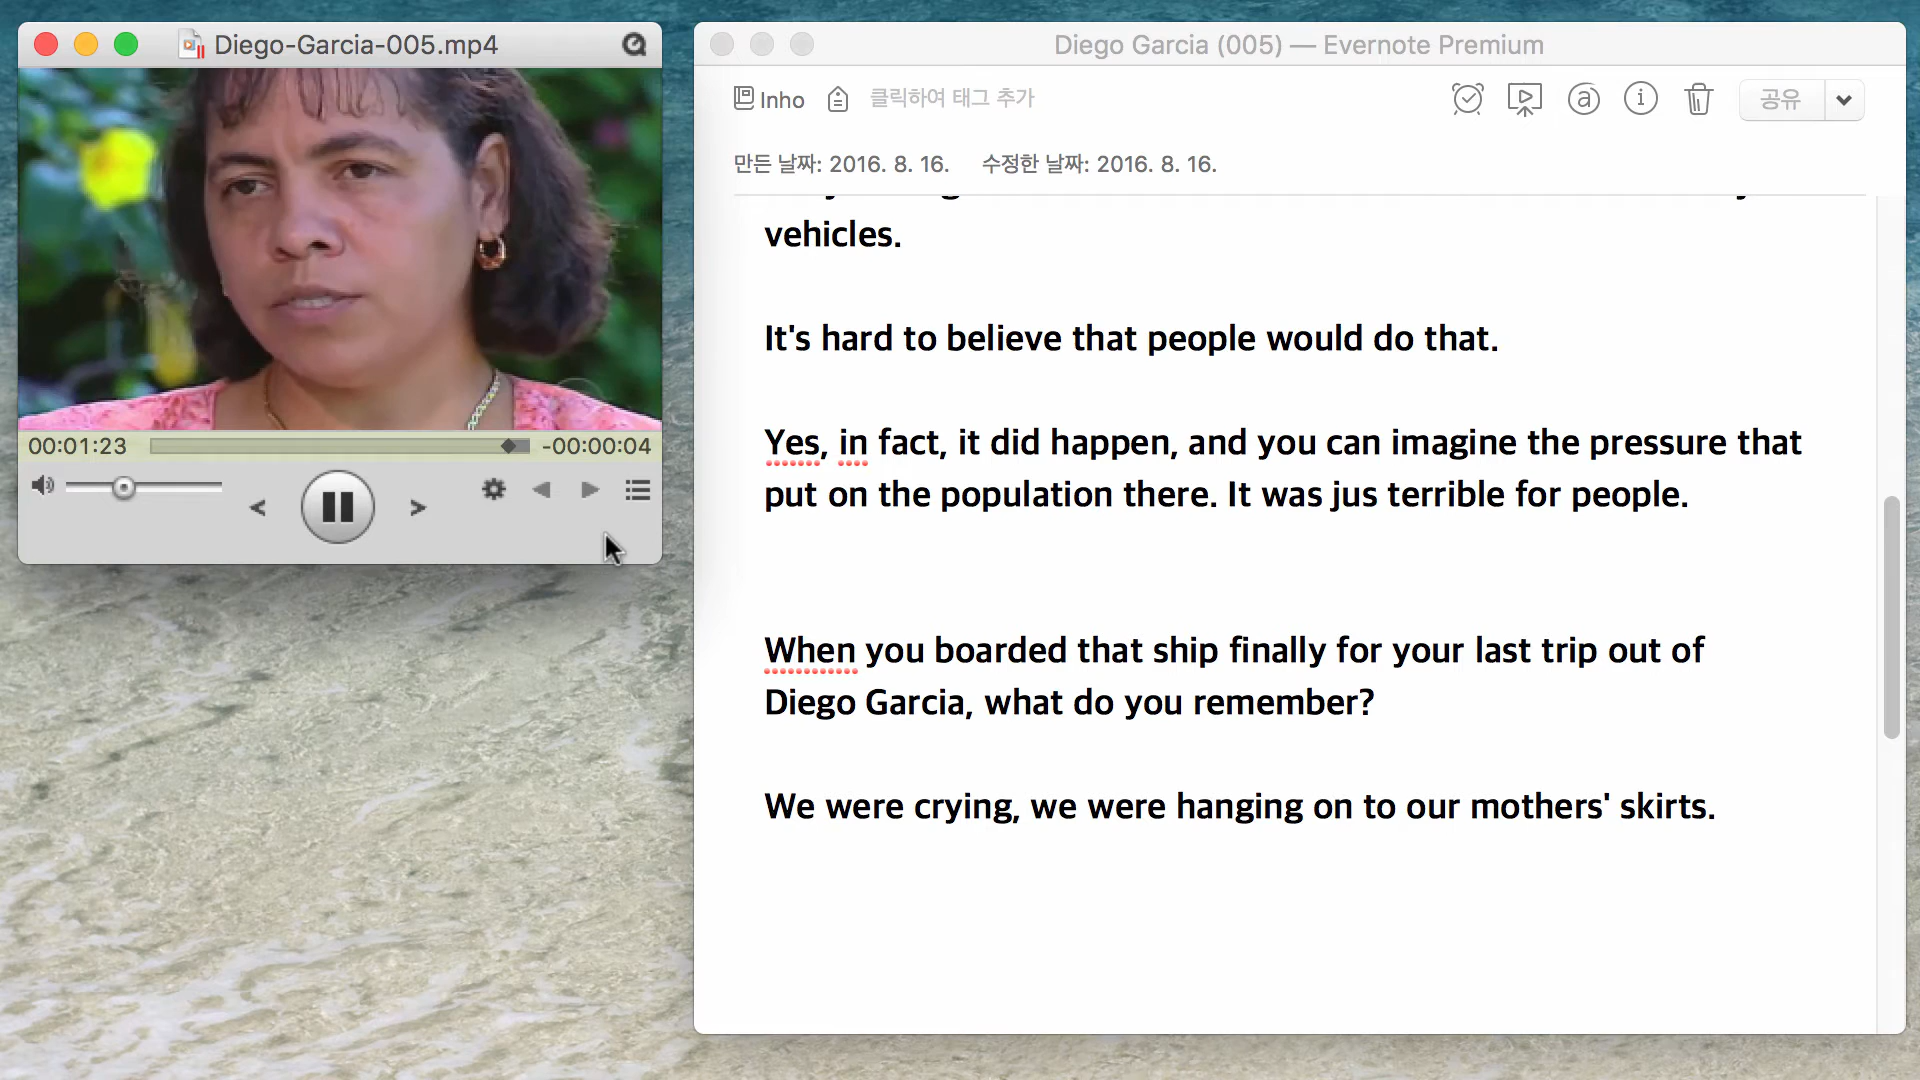 Diego-Garcia-005.mp4
00:01:23
-00:00:04
Diego Garcia (005) — Evernote Premium
Inho
클릭하여 태그 추가
공유
만든 날짜: 2016. 8. 16.
수정한 날짜: 2016. 8. 16.
vehicles.
It's hard to believe that people would do that.
Yes, in fact, it did happen, and you can imagine the pressure that
put on the population there. It was jus terrible for people.
When you boarded that ship finally for your last trip out of
Diego Garcia, what do you remember?
We were crying, we were hanging on to our mothers' skirts.